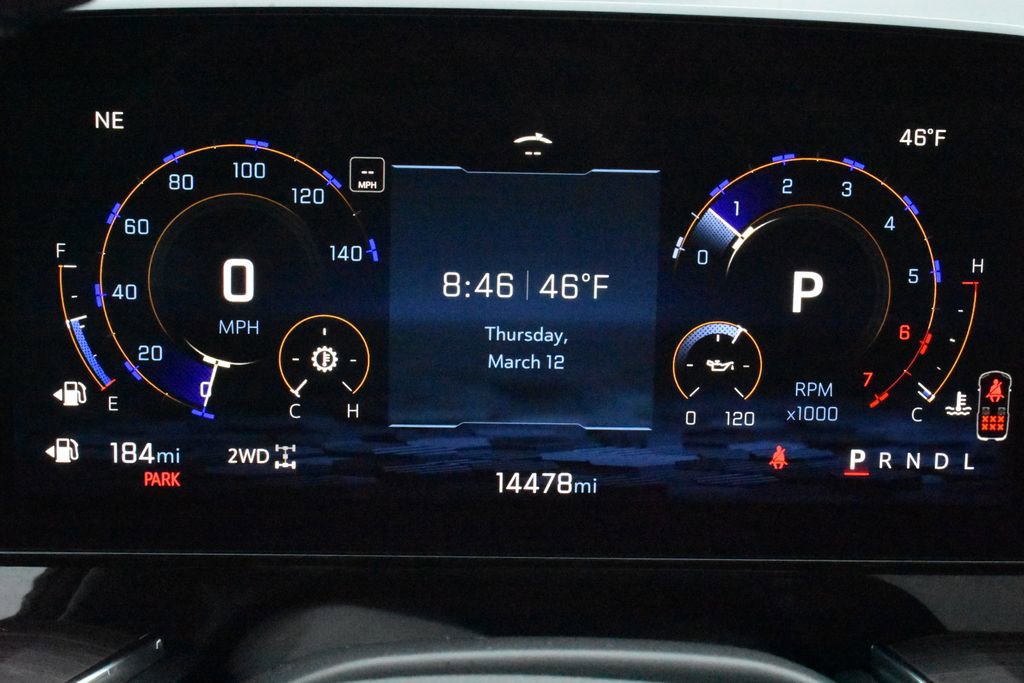 NE
46°F
--
MPH
--
0
20
40
60
80
100
120
140
0
MPH
F
E
C
H
8:46 46°F
Thursday,
March 12
0
1
2
3
4
5
6
7
P
RPM
x1000
0
120
H
C
184mi
PARK
2WD
14478mi
P R N D L